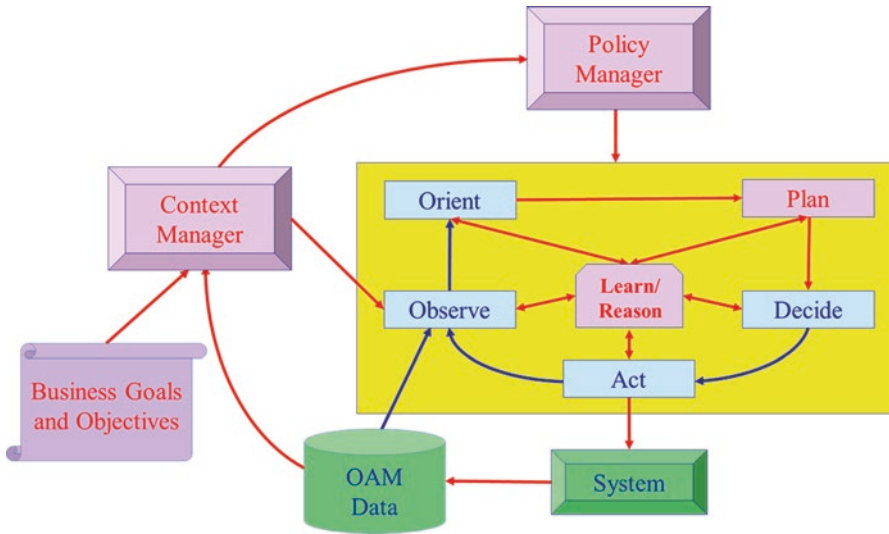 Policy
Manager
Context
Manager
Orient
Plan
Learn/
Reason
Observe
Decide
Act
Business Goals
and Objectives
OAM
Data
System